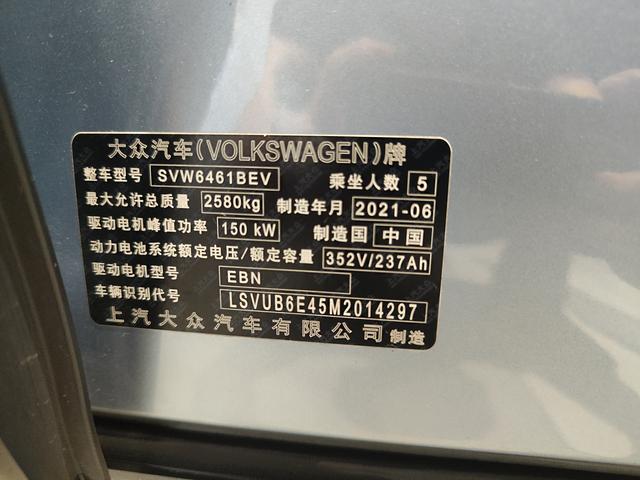 大众汽车(VOLKSWAGEN)牌
整车型号 SVW6461BEV 乘坐人数 5
最大允许总质量 2580kg 制造年月 2021-06
驱动电机峰值功率 150 kW 制造国 中国
动力电池系统额定电压/额定容量 352V/237Ah
驱动电机型号 EBN
车辆识别代号 LSVUB6E45M2014297
上汽大众汽车有限公司 制造